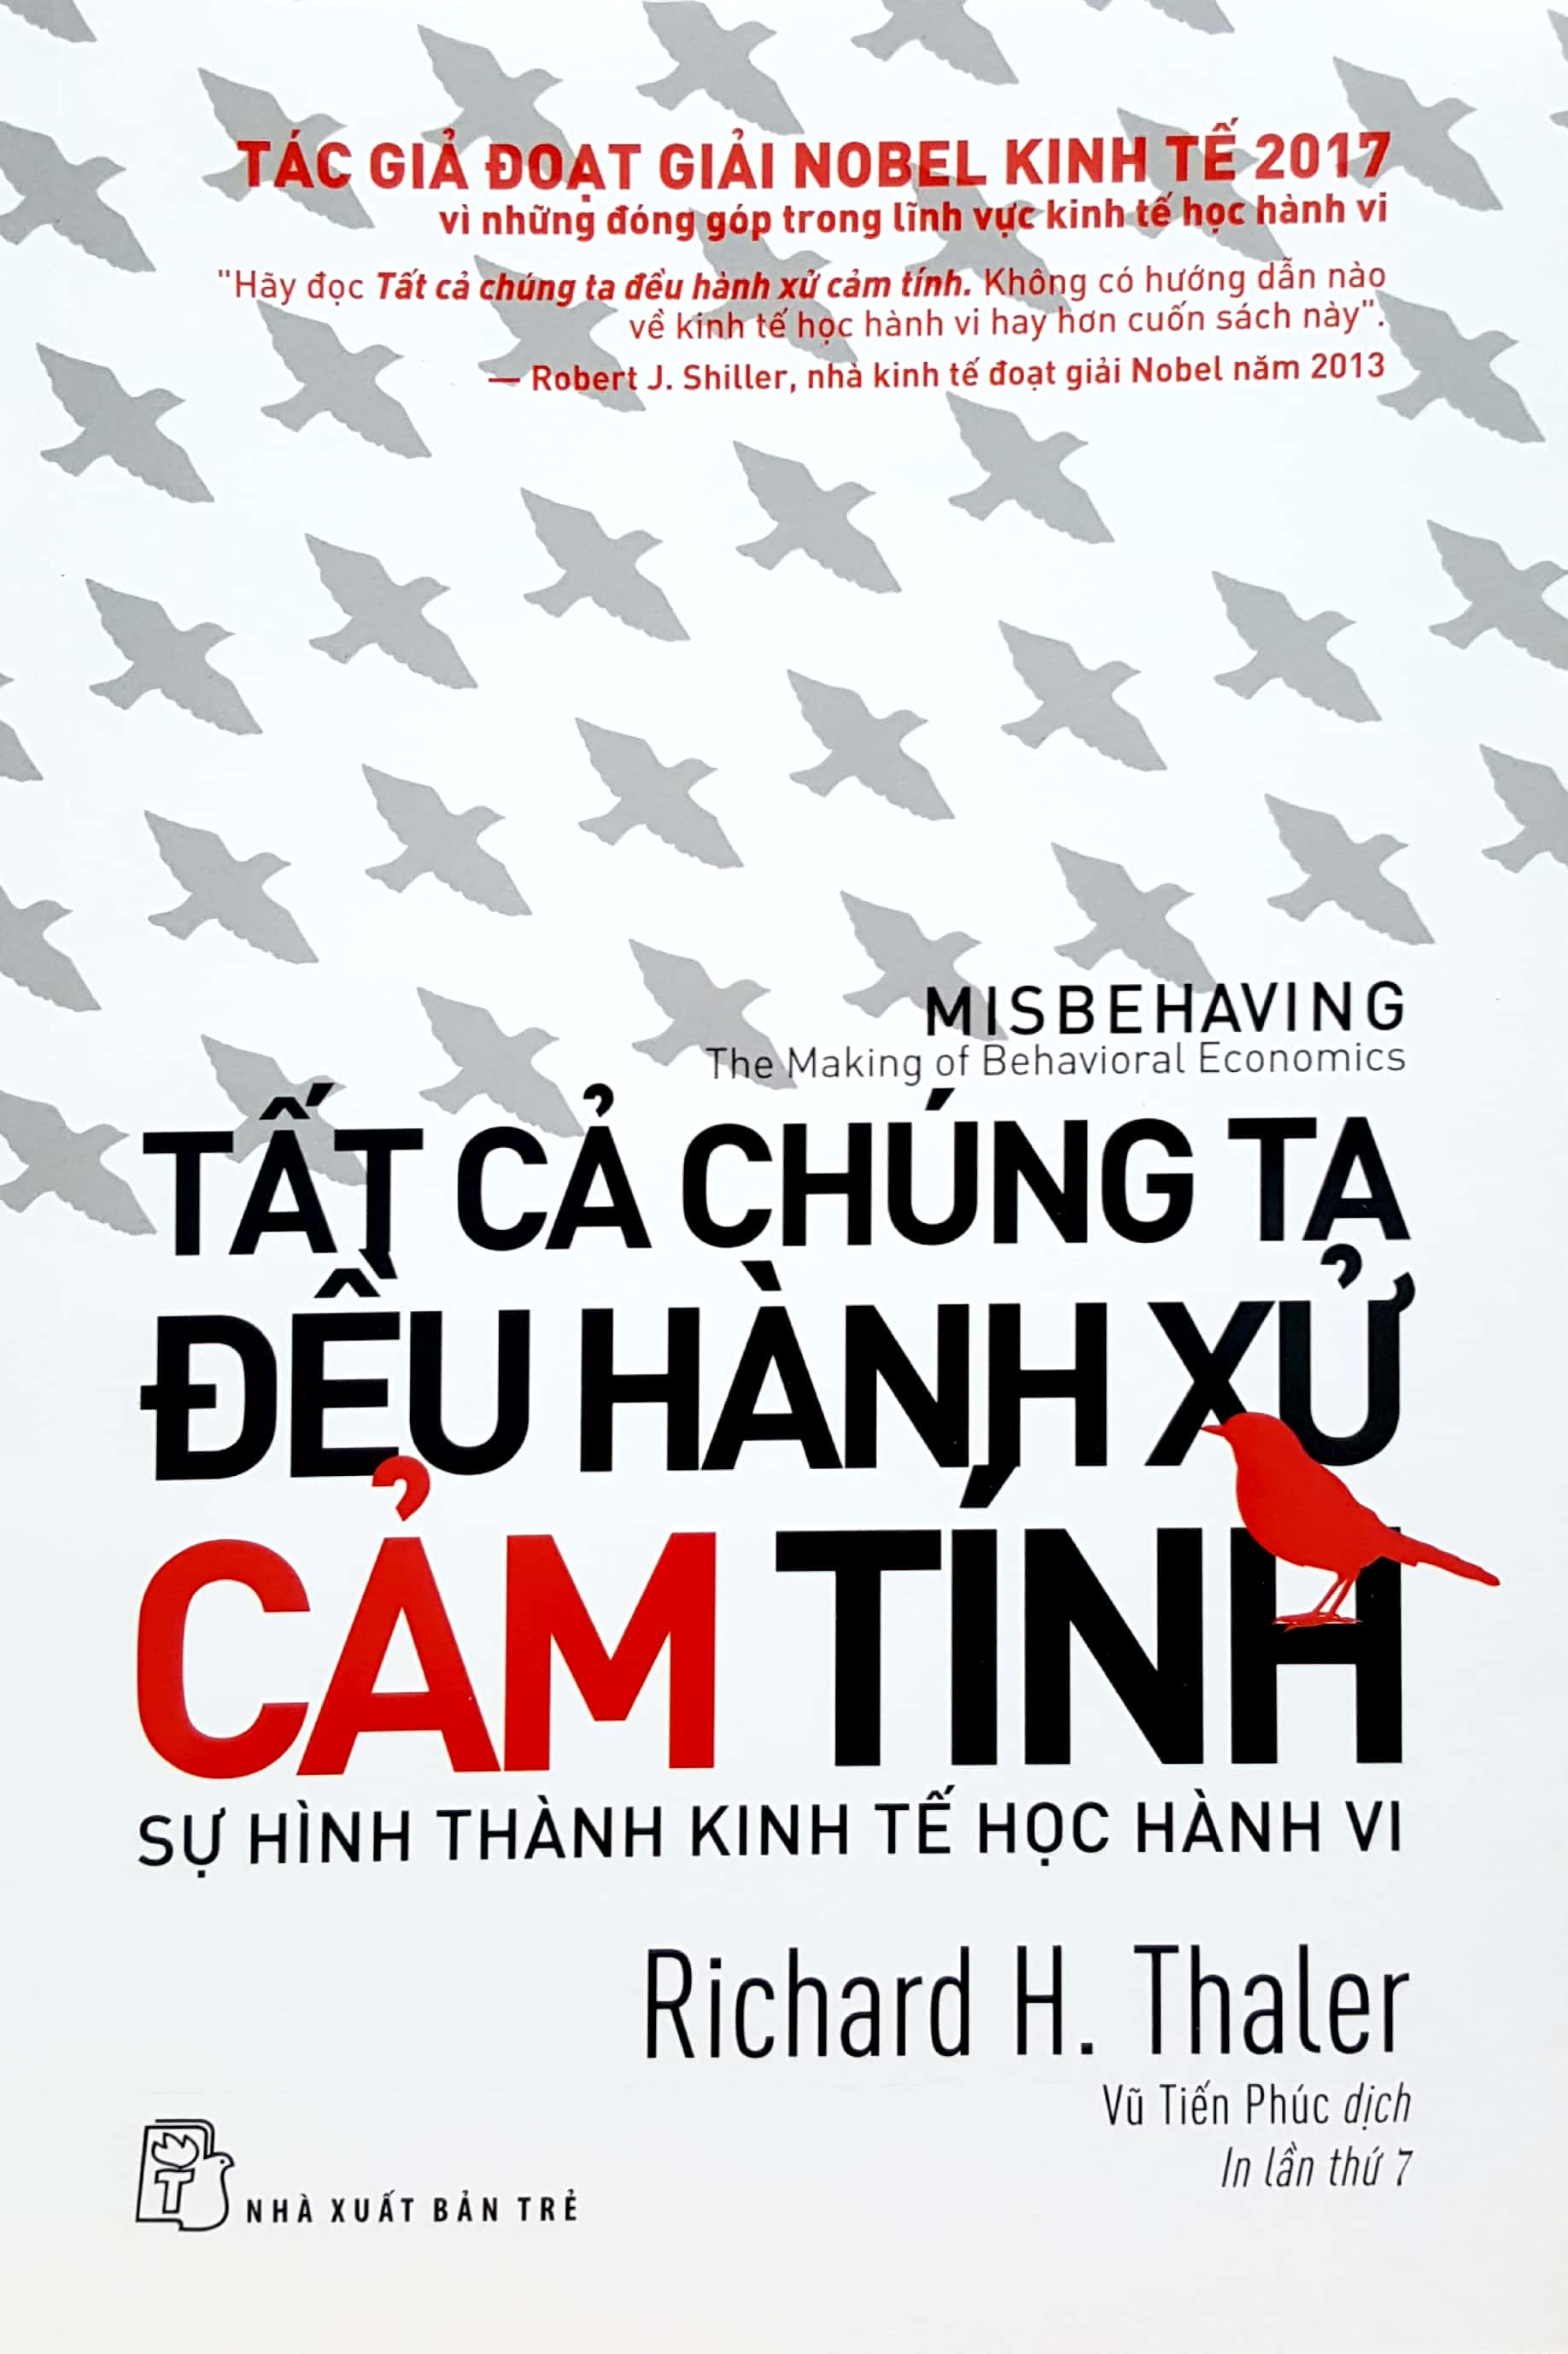 TÁC GIẢ ĐOẠT GIẢI NOBEL KINH TẾ 2017
vì những đóng góp trong lĩnh vực kinh tế học hành vi
"Hãy đọc Tất cả chúng ta đều hành xử cảm tính. Không có hướng dẫn nào
về kinh tế học hành vi hay hơn cuốn sách này".
— Robert J. Shiller, nhà kinh tế đoạt giải Nobel năm 2013
MISBEHAVING
The Making of Behavioral Economics
TẤT CẢ CHÚNG TA
ĐỀU HÀNH XỬ
CẢM TÍNH
SỰ HÌNH THÀNH KINH TẾ HỌC HÀNH VI
Richard H. Thaler
Vũ Tiến Phúc dịch
In lần thứ 7
T
NHÀ XUẤT BẢN TRẺ